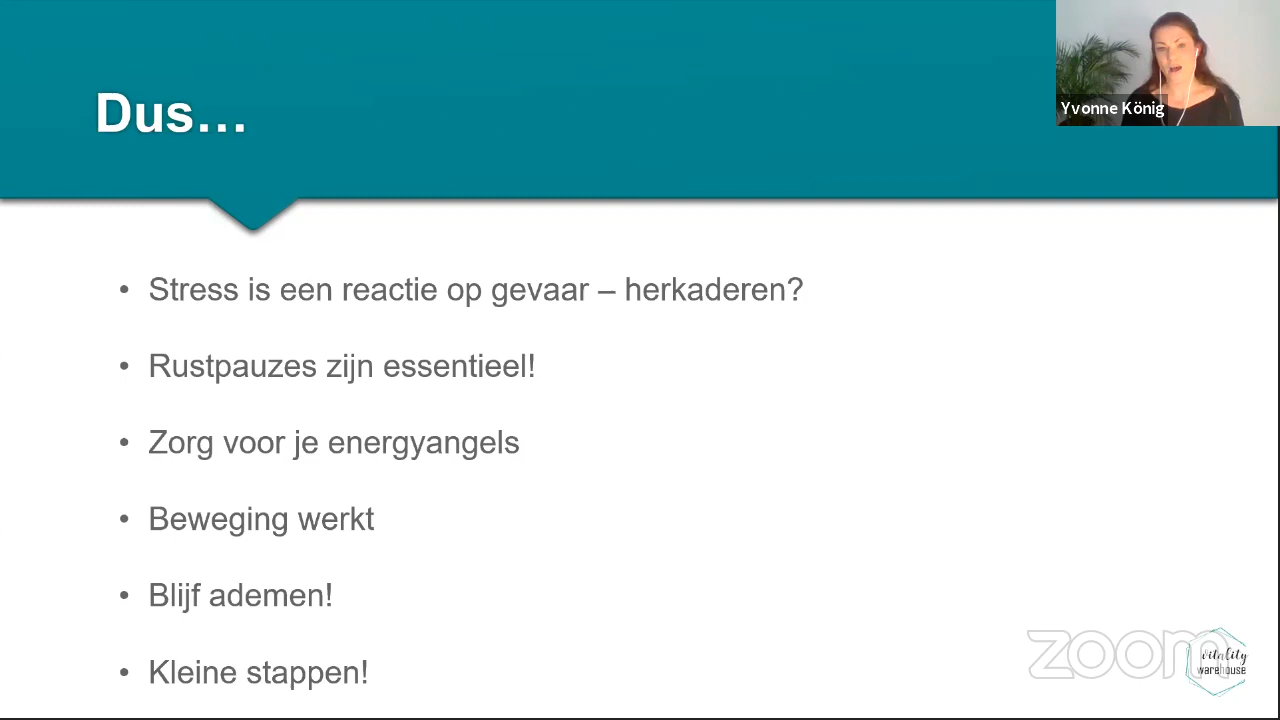 Dus...
Yvonne König
• Stress is een reactie op gevaar – herkaderen?
• Rustpauzes zijn essentieel!
• Zorg voor je energyangels
• Beweging werkt
• Blijf ademen!
• Kleine stappen!
zoom
vitality
warehouse